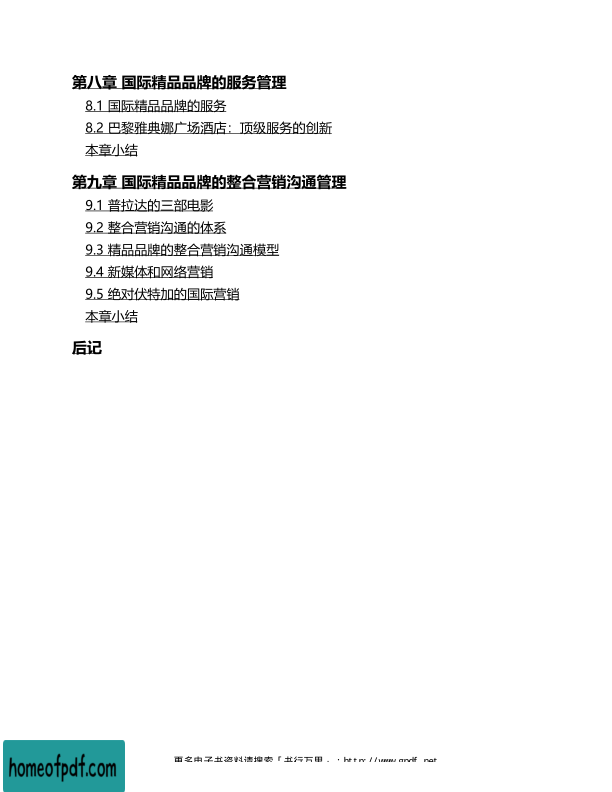 第八章 国际精品品牌的服务管理
8.1 国际精品品牌的服务
8.2 巴黎雅典娜广场酒店：顶级服务的创新
本章小结
第九章 国际精品品牌的整合营销沟通管理
9.1 普拉达的三部电影
9.2 整合营销沟通的体系
9.3 精品品牌的整合营销沟通模型
9.4 新媒体和网络营销
9.5 绝对伏特加的国际营销
本章小结
后记
更多电子书资料请搜索「书行万里」：http://www.gpdf.net
homeofpdf.com